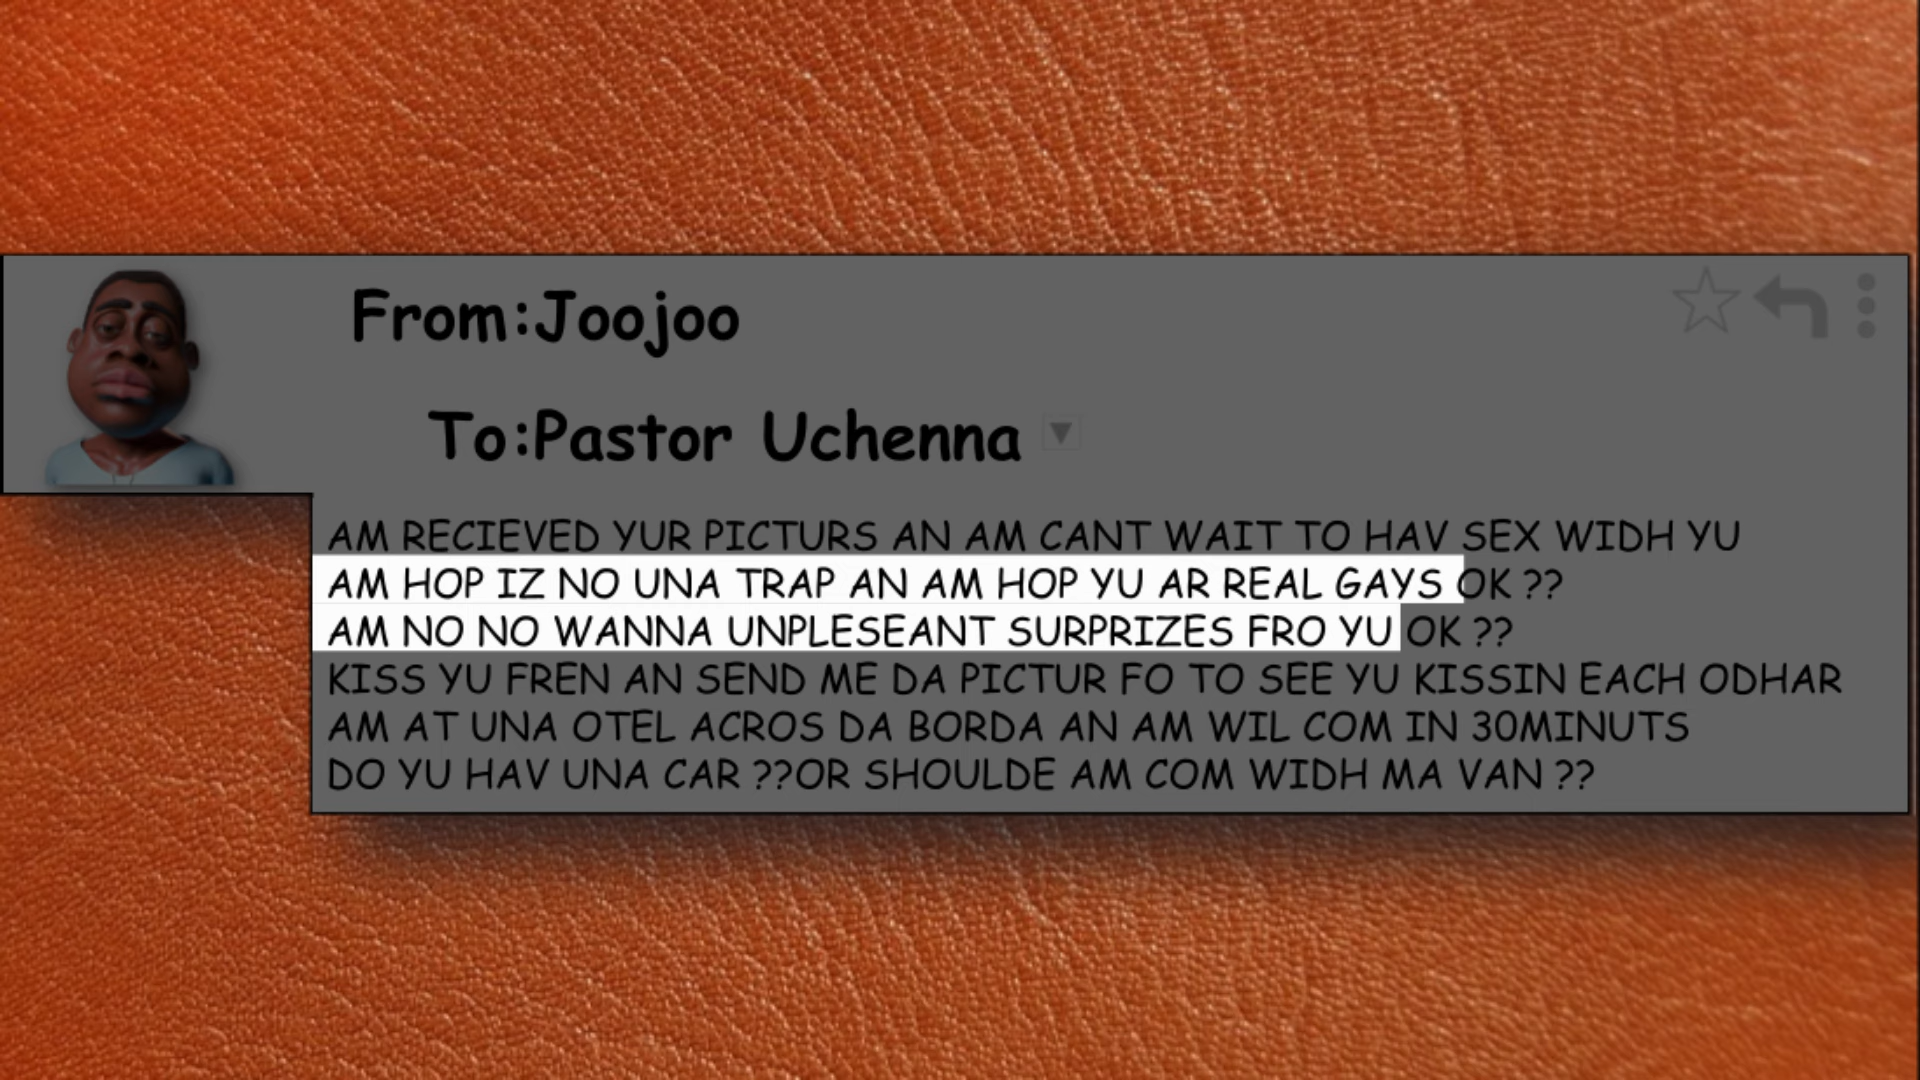 From:Joojoo
To:Pastor Uchenna
AM RECIEVED YUR PICTURS AN AM CANT WAIT TO HAV SEX WIDH YU
AM HOP IZ NO UNA TRAP AN AM HOP YU AR REAL GAYS OK ??
AM NO NO WANNA UNPLESEANT SURPRIZES FRO YU OK ??
KISS YU FREN AN SEND ME DA PICTUR FO TO SEE YU KISSIN EACH ODHAR
AM AT UNA OTEL ACROS DA BORDA AN AM WIL COM IN 30MINUTS
DO YU HAV UNA CAR ??OR SHOULDE AM COM WIDH MA VAN ??